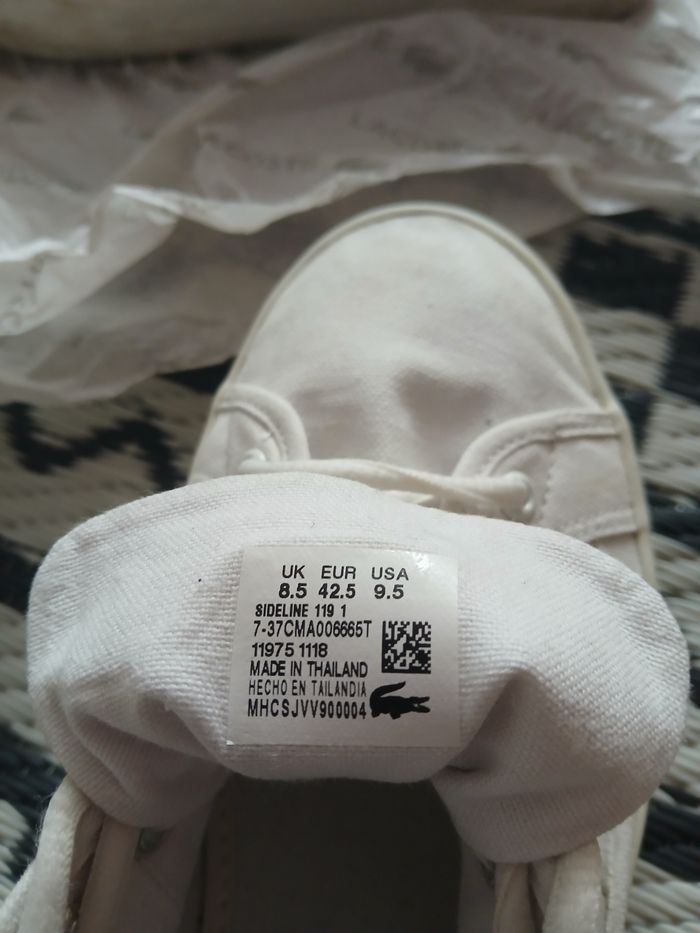 LACOSTE
UK EUR USA
8.5 42.5 9.5
SIDELINE 119 1
7-37CMA006665T
11975 1118
MADE IN THAILAND
HECHO EN TAILANDIA
MHCSJVV900004